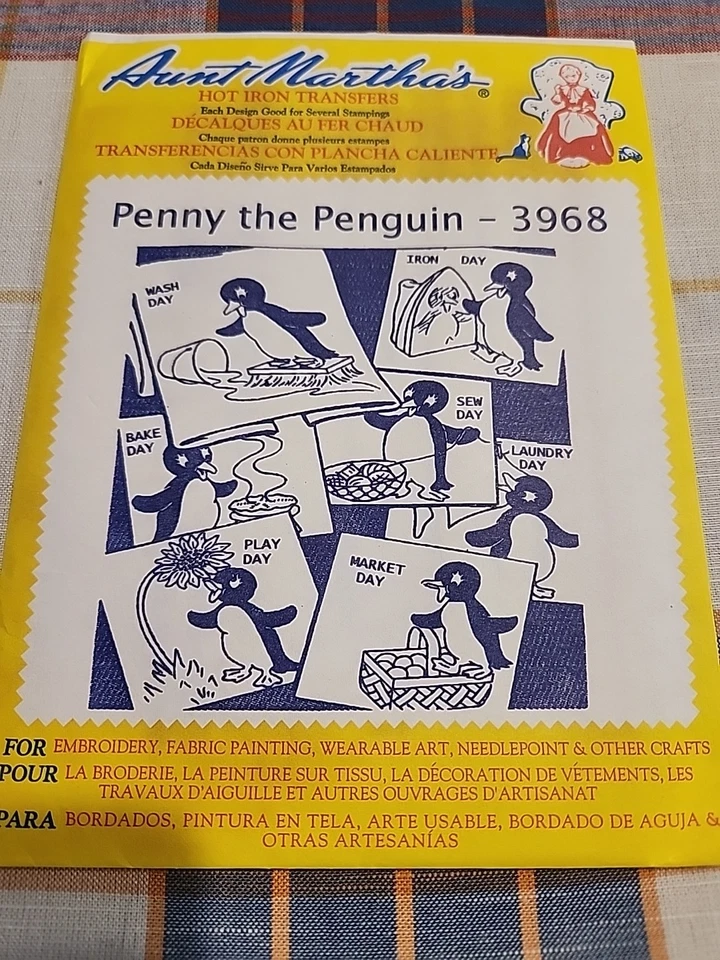 Aunt Martha's®
HOT IRON TRANSFERS
Each Design Good for Several Stampings
DÉCALQUES AU FER CHAUD
Chaque patron donne plusieurs estampes
TRANSFERENCIAS CON PLANCHA CALIENTE
Cada Diseño Sirve Para Varios Estampados
Penny the Penguin - 3968
WASH
DAY
IRON DAY
SEW
DAY
BAKE
DAY
LAUNDRY
DAY
PLAY
DAY
MARKET
DAY
FOR EMBROIDERY, FABRIC PAINTING, WEARABLE ART, NEEDLEPOINT & OTHER CRAFTS
POUR LA BRODERIE, LA PEINTURE SUR TISSU, LA DÉCORATION DE VÉTEMENTS, LES
TRAVAUX D'AIGUILLE ET AUTRES OUVRAGES D'ARTISANAT
PARA BORDADOS, PINTURA EN TELA, ARTE USABLE, BORDADO DE AGUJA &
OTRAS ARTESANÍAS